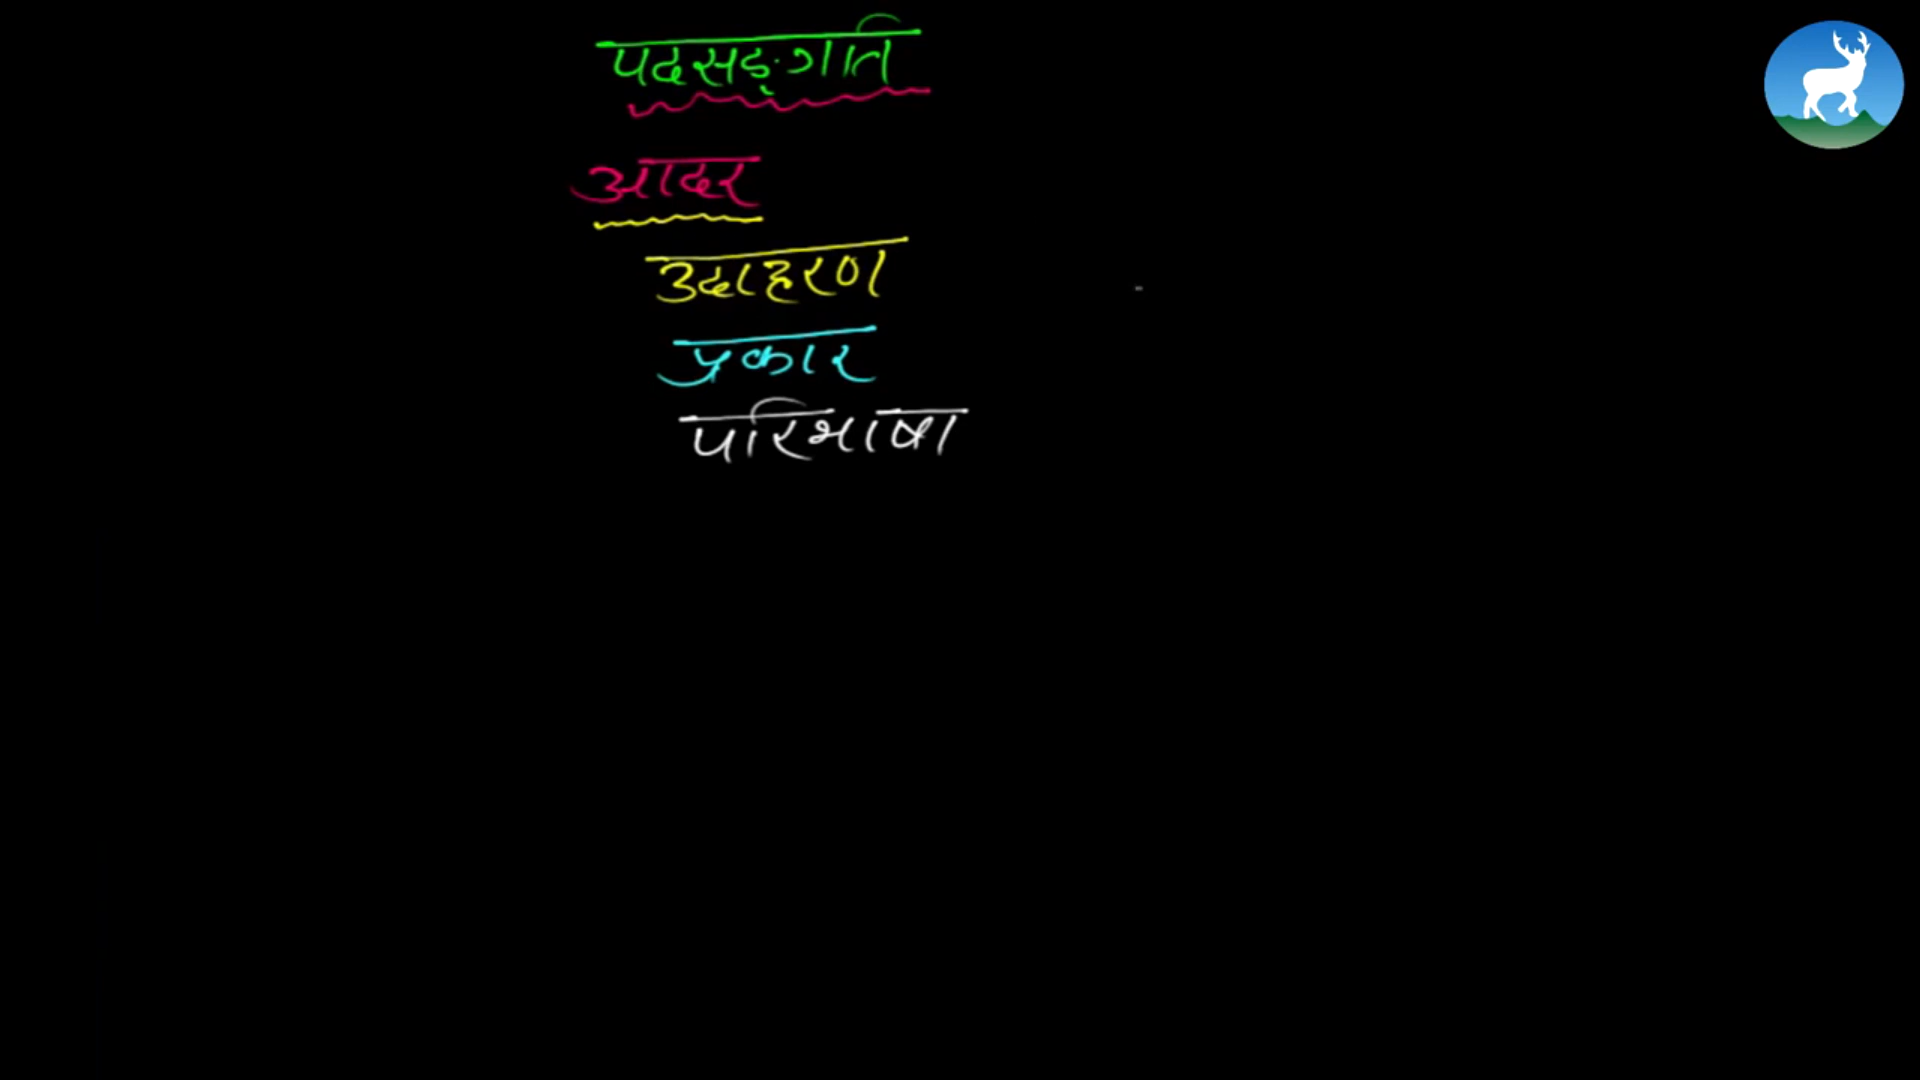 पदसङ्गति
आदर
उदाहरण
प्रकार
परिभाषा